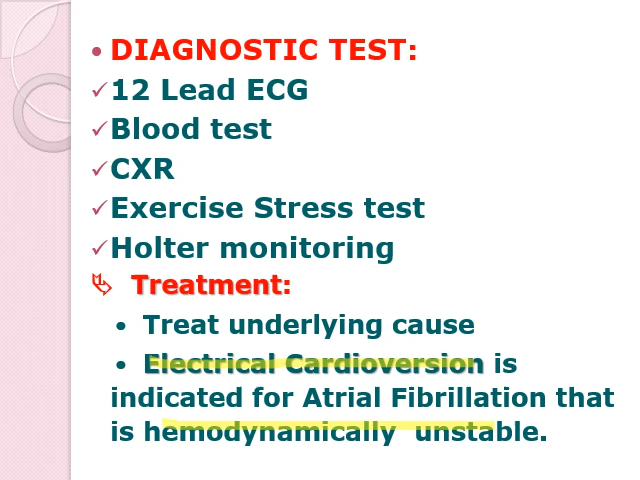 • DIAGNOSTIC TEST:
✓ 12 Lead ECG
✓ Blood test
✓ CXR
✓ Exercise Stress test
✓ Holter monitoring
Treatment:
• Treat underlying cause
• Electrical Cardioversion is
indicated for Atrial Fibrillation that
is hemodynamically unstable.